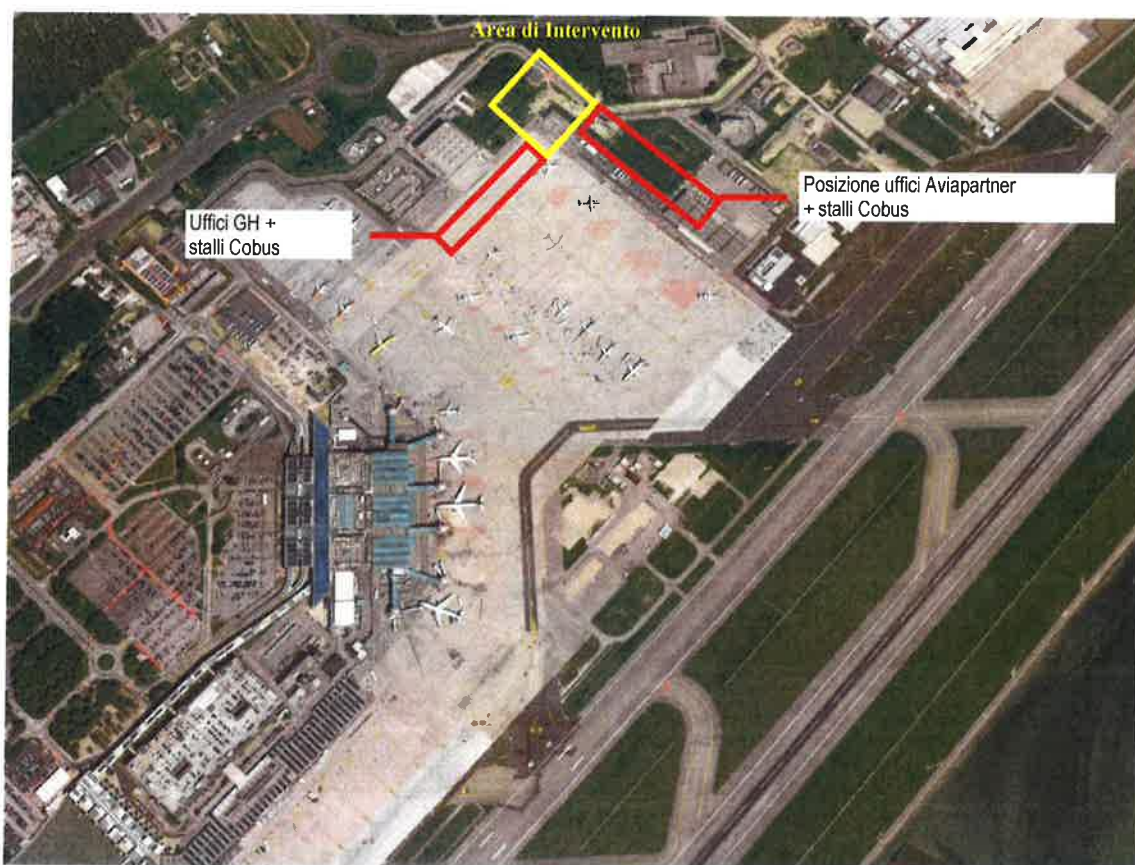 Area di Intervento
Posizione uffici Aviapartner
+ stalli Cobus
Uffici GH +
stalli Cobus